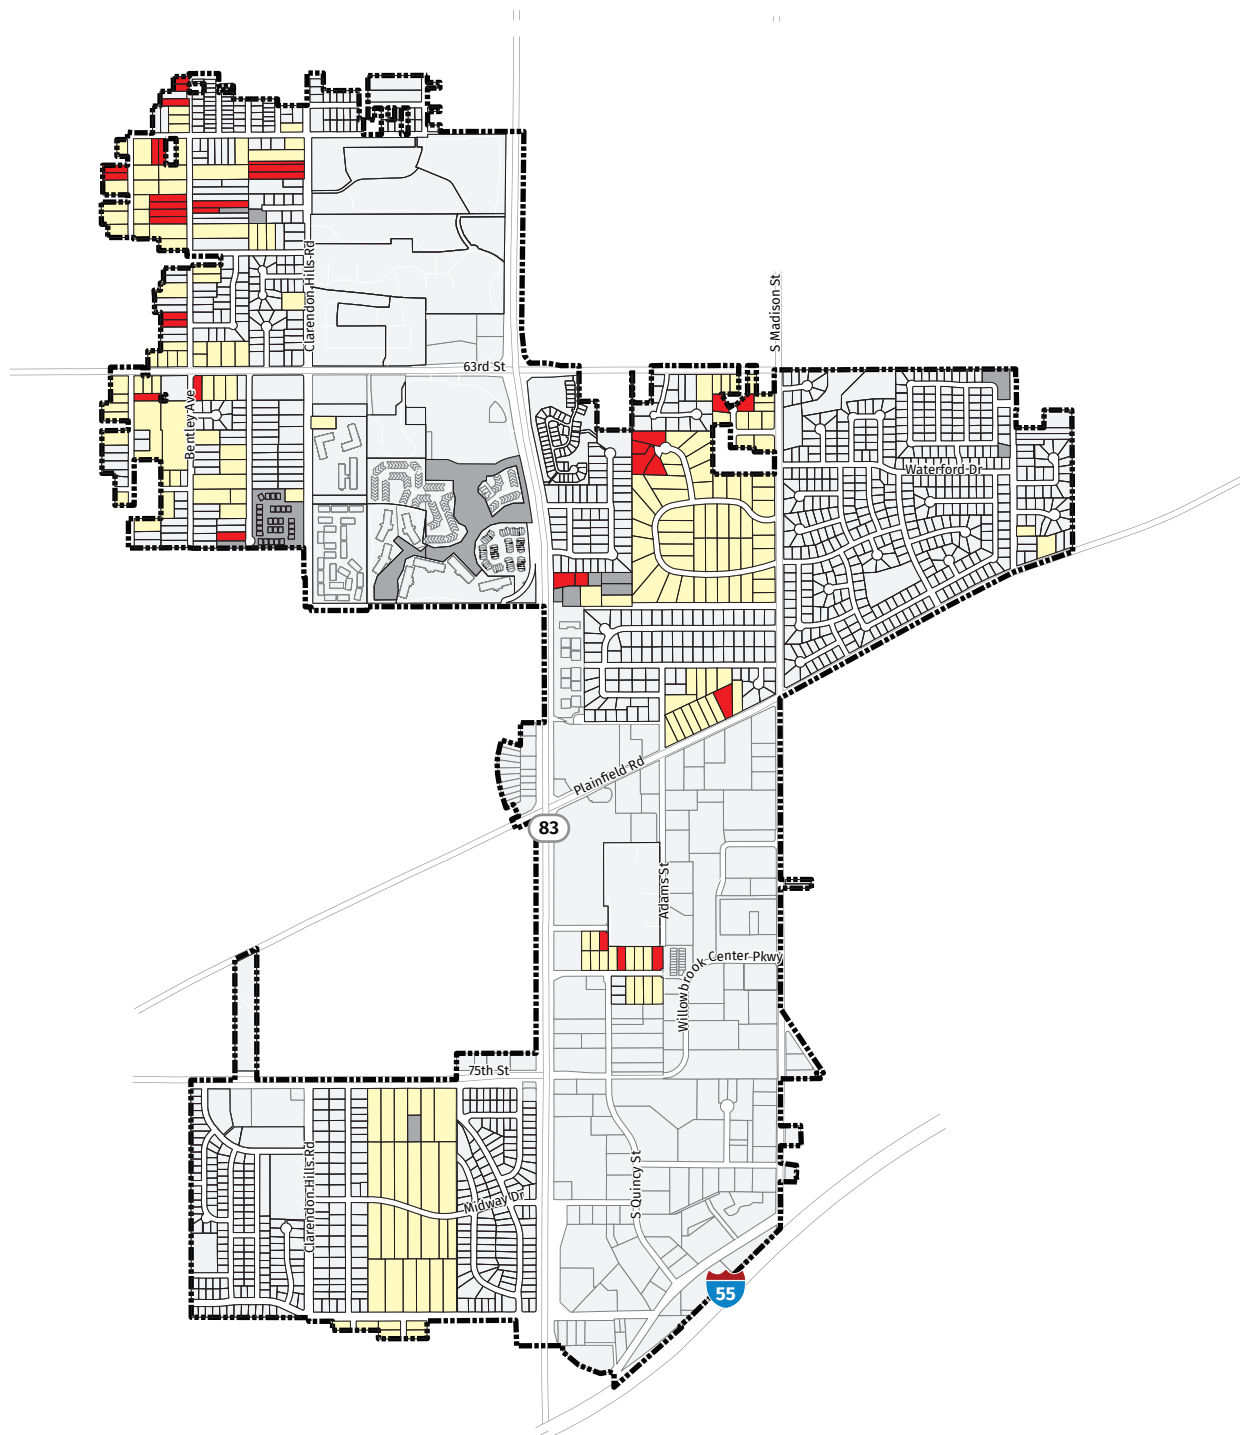 S Madison St
Clarendon Hills Rd
63rd St
Bentley Ave
Waterford Dr
Plainfield Rd
83
Adams St
Willowbrook Center Pkwy
75th St
Clarendon Hills Rd
S Quincy St
Midway Dr
55